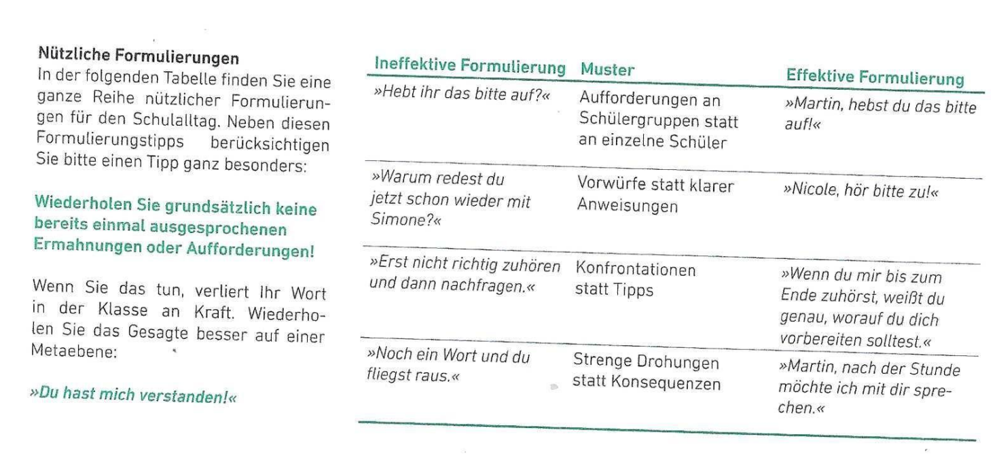 Nützliche Formulierungen
In der folgenden Tabelle finden Sie eine
ganze Reihe nützlicher Formulierun-
gen für den Schulalltag. Neben diesen
Formulierungstipps berücksichtigen
Sie bitte einen Tipp ganz besonders:
Wiederholen Sie grundsätzlich keine
bereits einmal ausgesprochenen
Ermahnungen oder Aufforderungen!
Wenn Sie das tun, verliert Ihr Wort
in der Klasse an Kraft. Wiederho-
len Sie das Gesagte besser auf einer
Metaebene:
»Du hast mich verstanden!«
Ineffektive Formulierung Muster Effektive Formulierung
»Hebt ihr das bitte auf?«
Aufforderungen an
Schülergruppen statt
an einzelne Schüler
»Martin, hebst du das bitte
auf!«
»Warum redest du
jetzt schon wieder mit
Simone?«
Vorwürfe statt klarer
Anweisungen
»Nicole, hör bitte zu!«
»Erst nicht richtig zuhören
und dann nachfragen.«
Konfrontationen
statt Tipps
»Wenn du mir bis zum
Ende zuhörst, weißt du
genau, worauf du dich
vorbereiten solltest.«
»Noch ein Wort und du
fliegst raus.«
Strenge Drohungen
statt Konsequenzen
»Martin, nach der Stunde
möchte ich mit dir spre-
chen.«